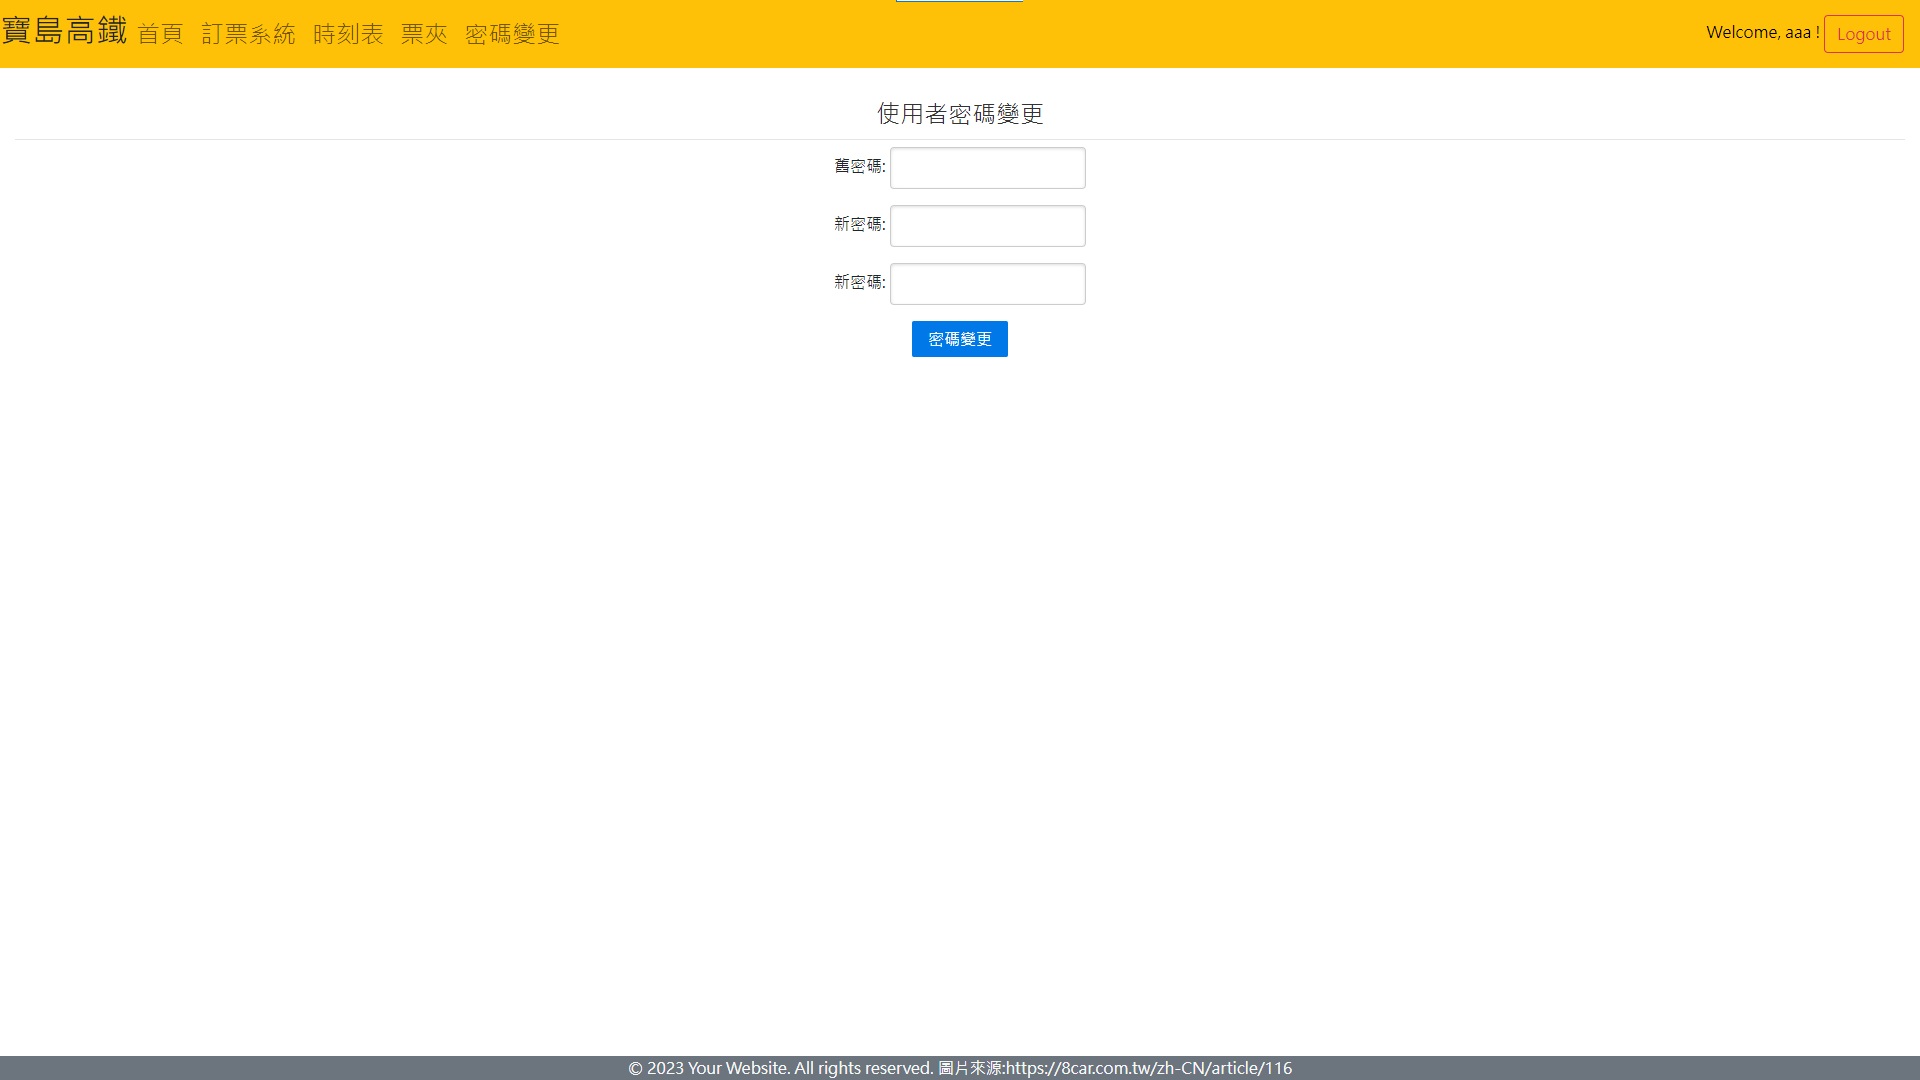 寶島高鐵 首頁 訂票系統 時刻表 票夾 密碼變更 Welcome, aaa ! Logout
使用者密碼變更
舊密碼:
新密碼:
新密碼:
密碼變更
© 2023 Your Website. All rights reserved. 圖片來源:https://8car.com.tw/zh-CN/article/116